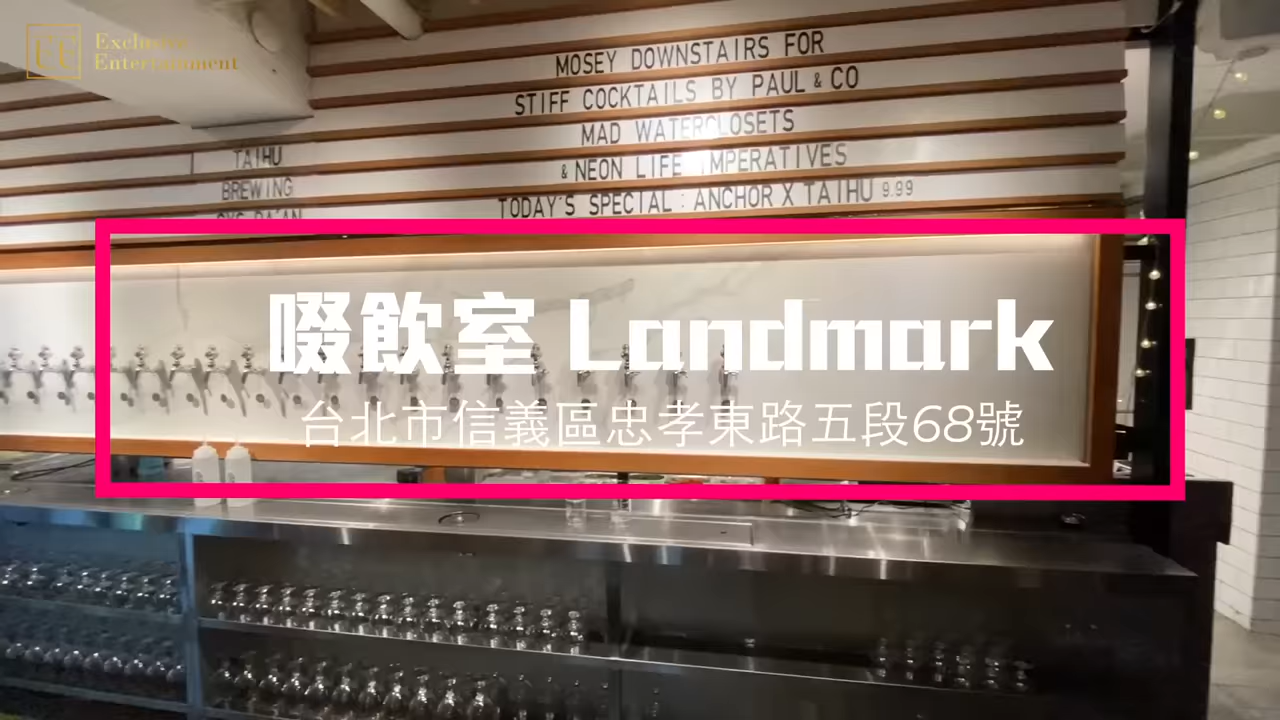 Exclusive
Entertainment
MOSEY DOWNSTAIRS FOR
STIFF COCKTAILS BY PAUL & CO
MAD WATERCLOSETS
& NEON LIFE IMPERATIVES
TODAY'S SPECIAL : ANCHOR X TAIHU 9.99
TAIHU
BREWING
啜飲室 Landmark
台北市信義區忠孝東路五段68號